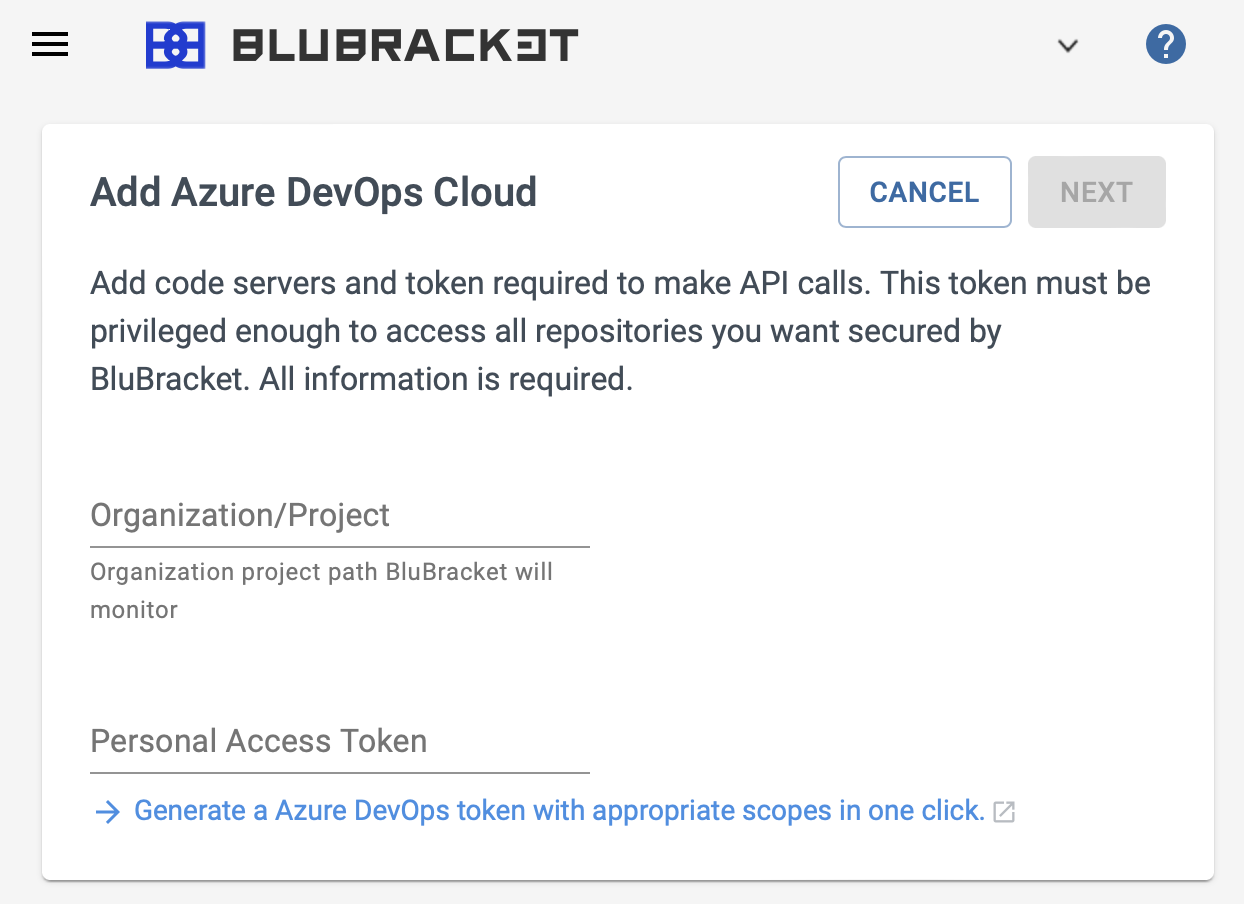 BLUBRACKET
?
Add Azure DevOps Cloud
CANCEL
NEXT
Add code servers and token required to make API calls. This token must be
privileged enough to access all repositories you want secured by
BluBracket. All information is required.
Organization/Project
Organization project path BluBracket will
monitor
Personal Access Token
Generate a Azure DevOps token with appropriate scopes in one click.